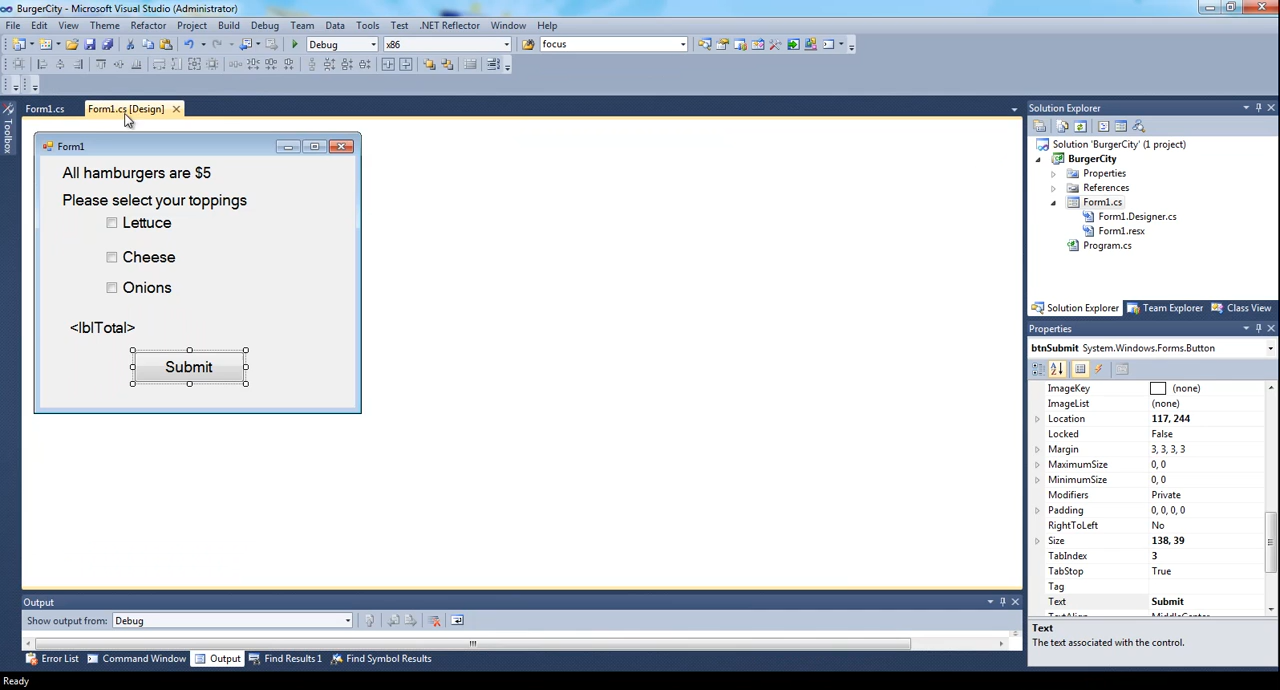 BurgerCity - Microsoft Visual Studio (Administrator)
File Edit View Theme Refactor Project Build Debug Team Data Tools Test .NET Reflector Window Help
Debug x86 focus
Form1.cs Form1.cs [Design]
Toolbox
Form1
All hamburgers are $5
Please select your toppings
Lettuce
Cheese
Onions
<lblTotal>
Submit
Solution Explorer
Solution 'BurgerCity' (1 project)
BurgerCity
Properties
References
Form1.cs
Form1.Designer.cs
Form1.resx
Program.cs
Solution Explorer Team Explorer Class View
Properties
btnSubmit System.Windows.Forms.Button
ImageKey (none)
ImageList (none)
Location 117, 244
Locked False
Margin 3, 3, 3, 3
MaximumSize 0, 0
MinimumSize 0, 0
Modifiers Private
Padding 0, 0, 0, 0
RightToLeft No
Size 138, 39
TabIndex 3
TabStop True
Tag
Text Submit
TextAlign MiddleCenter
Text
The text associated with the control.
Output
Show output from: Debug
Error List Command Window Output Find Results 1 Find Symbol Results
Ready